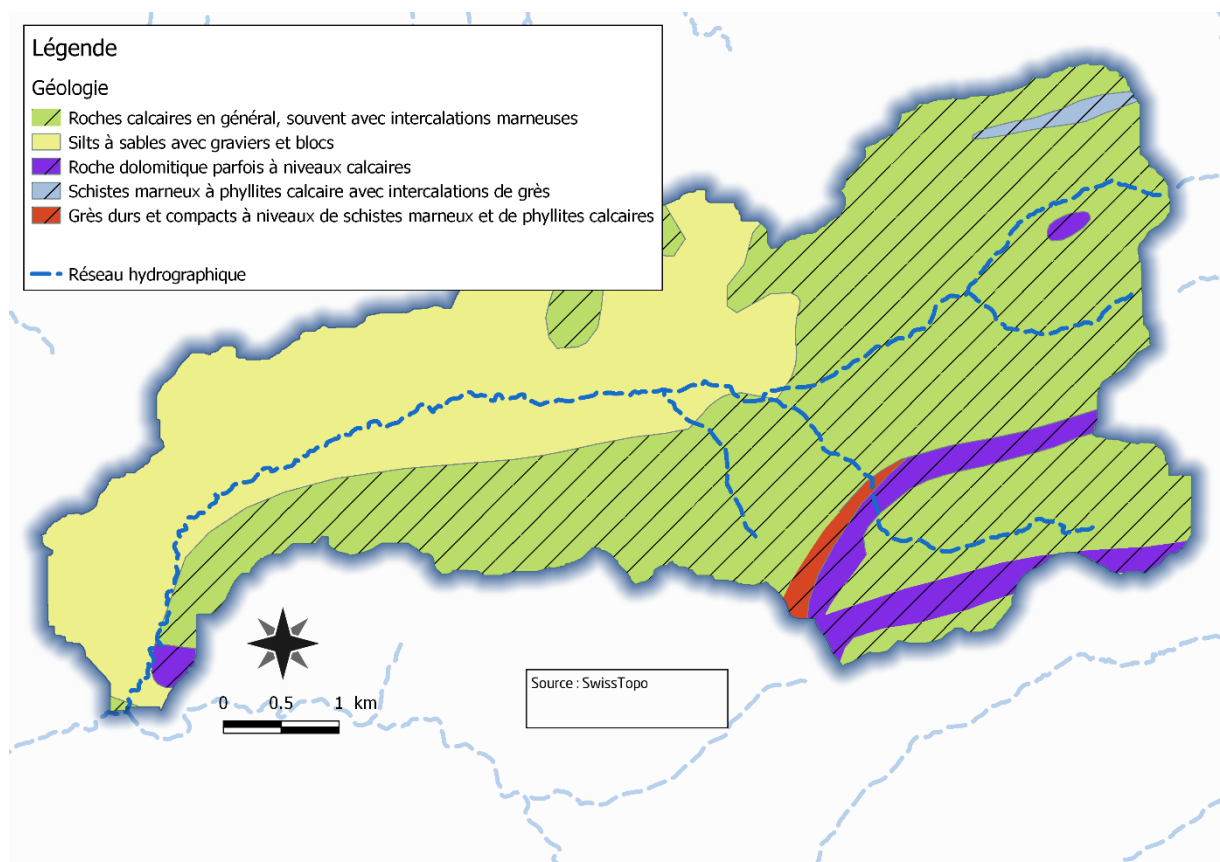 Légende
Géologie
Roches calcaires en général, souvent avec intercalations marneuses
Silts à sables avec graviers et blocs
Roche dolomitique parfois à niveaux calcaires
Schistes marneux à phyllites calcaire avec intercalations de grès
Grès durs et compacts à niveaux de schistes marneux et de phyllites calcaires
Réseau hydrographique
0 0.5 1 km
Source : SwissTopo